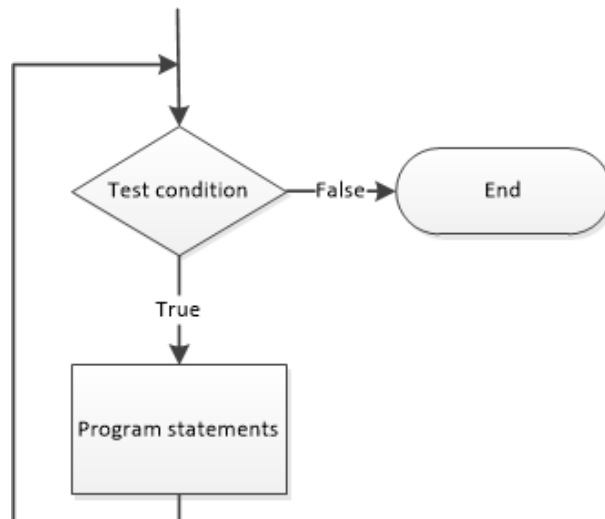 Test condition
False
End
True
Program statements